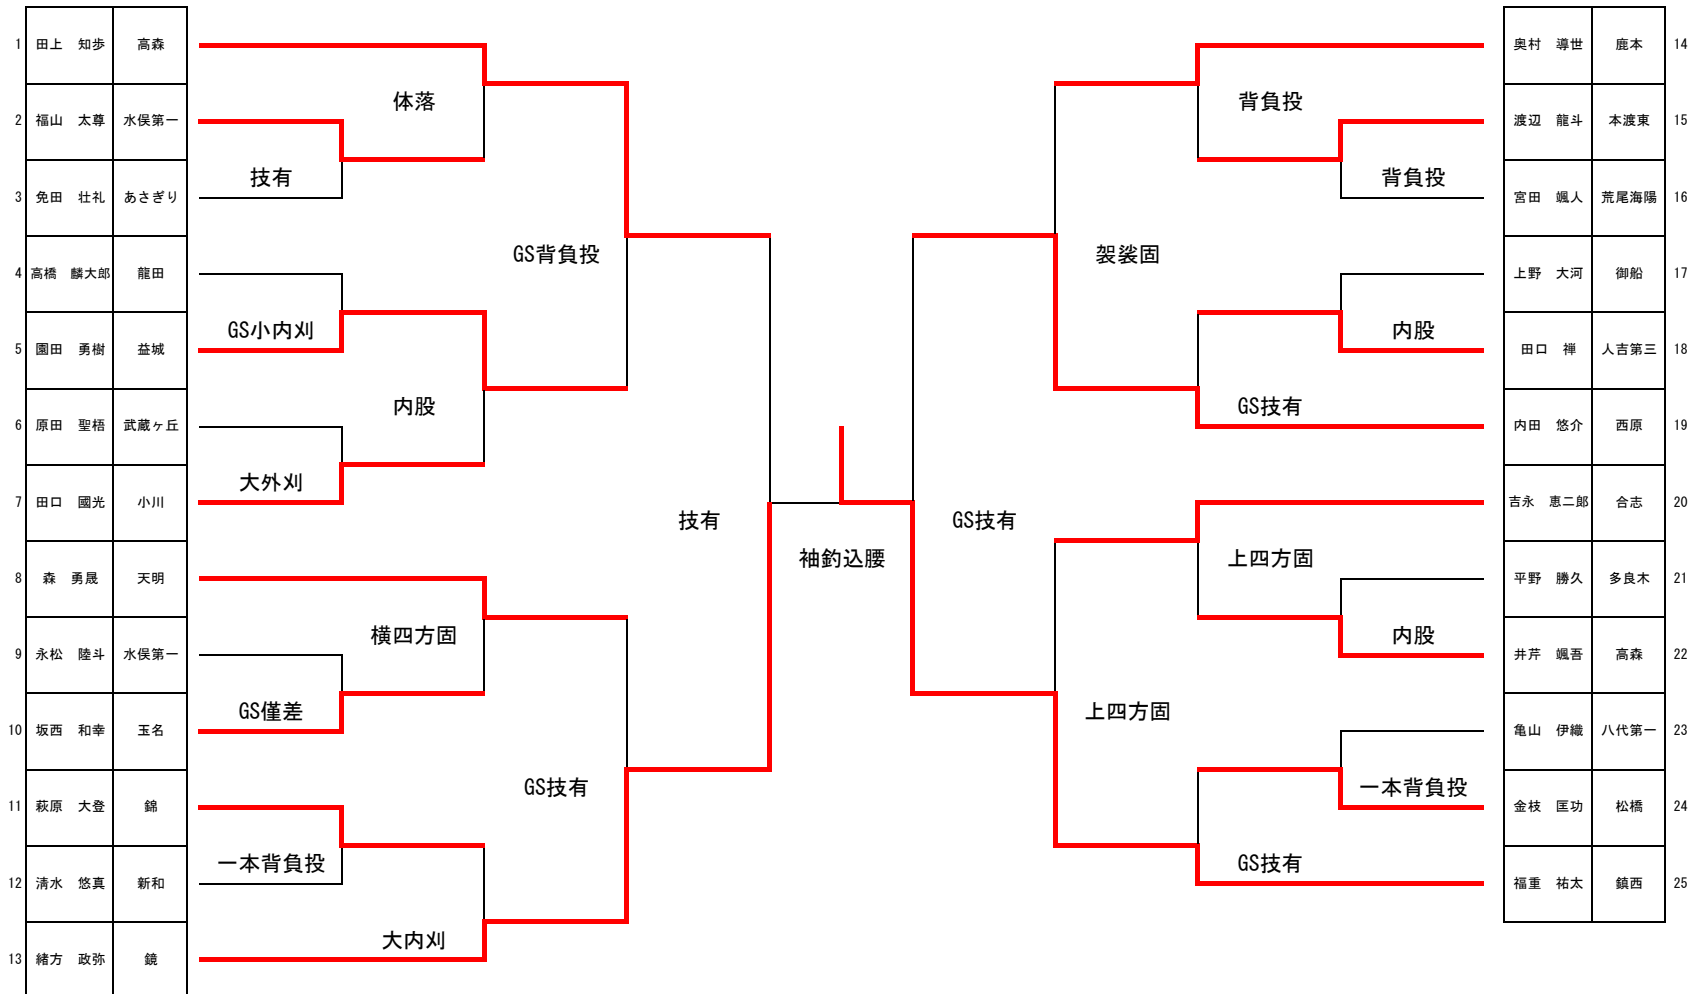 1 田上 知歩 高森
2 福山 太尊 水俣第一
3 免田 壮礼 あさぎり
4 高橋 麟大郎 龍田
5 園田 勇樹 益城
6 原田 聖梧 武蔵ヶ丘
7 田口 國光 小川
8 森 勇晟 天明
9 永松 陸斗 水俣第一
10 坂西 和幸 玉名
11 萩原 大登 錦
12 清水 悠真 新和
13 緒方 政弥 鏡
体落
技有
GS背負投
GS小内刈
内股
大外刈
技有
横四方固
GS僅差
GS技有
一本背負投
大内刈
袖釣込腰
背負投
背負投
袈裟固
内股
GS技有
GS技有
上四方固
内股
上四方固
一本背負投
GS技有
奥村 導世 鹿本 14
渡辺 龍斗 本渡東 15
宮田 颯人 荒尾海陽 16
上野 大河 御船 17
田口 禅 人吉第三 18
内田 悠介 西原 19
吉永 恵二郎 合志 20
平野 勝久 多良木 21
井芹 颯吾 高森 22
亀山 伊織 八代第一 23
金枝 匡功 松橋 24
福重 祐太 鎮西 25